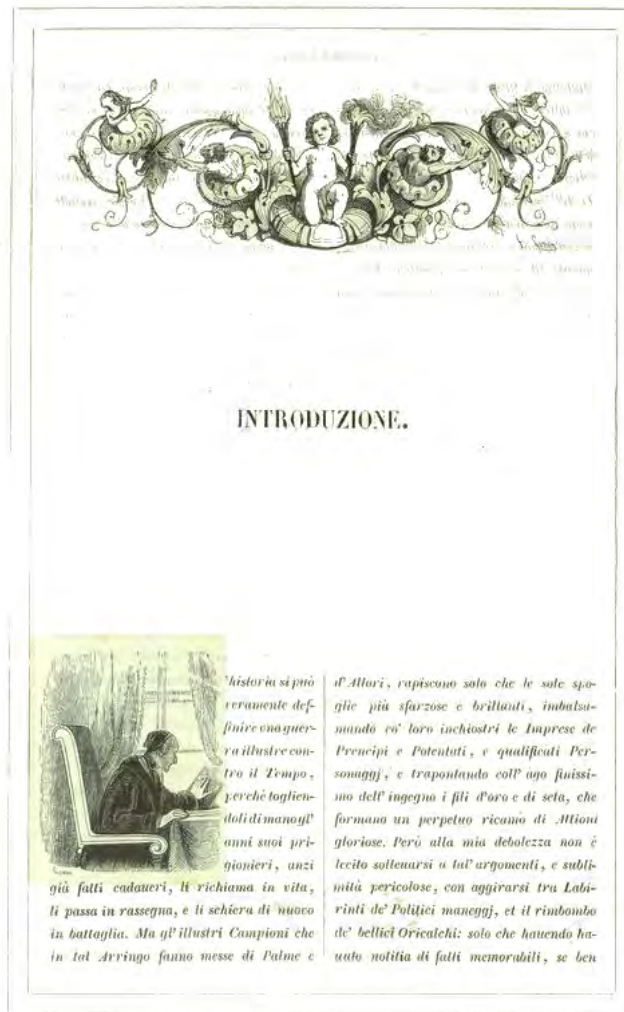 INTRODUZIONE.
'historia si può
veramente def-
finire una guer-
ra illustre con-
tro il Tempo,
perchè toglien-
doli di mano gl'
anni suoi pri-
gionieri, anzi
già fatti cadaueri, li richiama in vita,
li passa in rassegna, e li schiera di nuovo
in battaglia. Ma gl'illustri Campioni che
in tal Arringo fanno messe di Palme e
d'Allori, rapiscono solo che le sole spo-
glie più sfarzose e brillanti, imbalsa-
mando co' loro inchiostri le Imprese de
Prencipi e Potentati, e qualificati Per-
sonaggj, e trapontando coll' ago finissi-
mo dell' ingegno i fili d'oro e di seta, che
formano un perpetuo ricamo di Attioni
gloriose. Però alla mia debolezza non è
lecito solleuarsi a tal' argomenti, e subli-
mità pericolose, con aggirarsi tra Labi-
rinti de' Politici maneggj, et il rimbombo
de' bellici Oricalchi: solo che hauendo ha-
uuto notitia di fatti memorabili, se ben